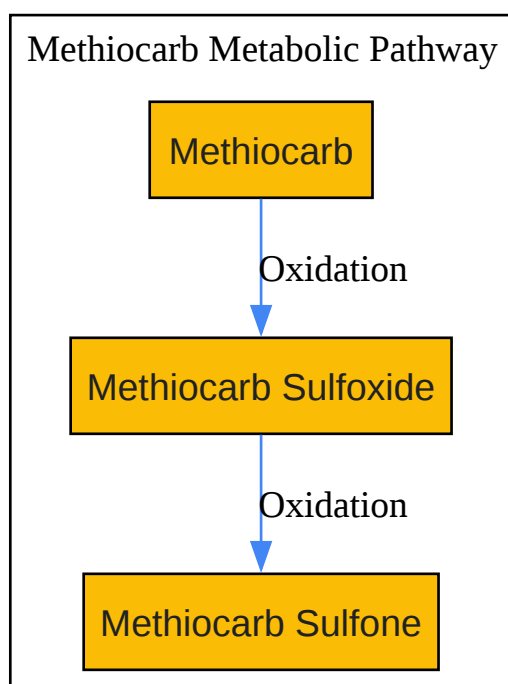 Methiocarb Metabolic Pathway
Methiocarb
Oxidation
Methiocarb Sulfoxide
Oxidation
Methiocarb Sulfone